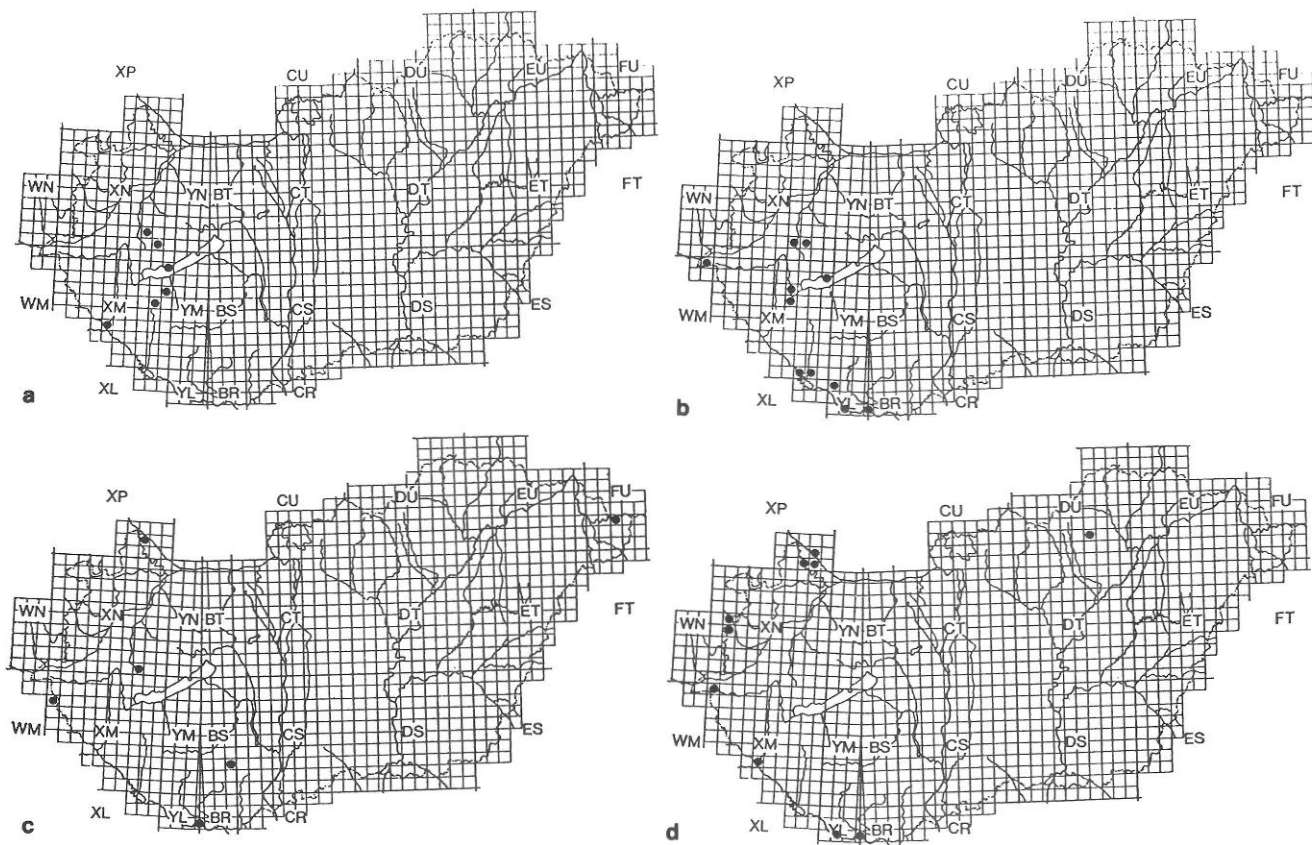 XP CU DU EU FU
WN XN YN BT CT DT ET FT
WM XM YM BS CS DS ES
XL YL BR CR
a
XP CU DU EU FU
WN XN YN BT CT DT ET FT
WM XM YM BS CS DS ES
XL YL BR CR
b
XP CU DU EU FU
WN XN YN BT CT DT ET FT
WM XM YM BS CS DS ES
XL YL BR CR
c
XP CU DU EU FU
WN XN YN BT CT DT ET FT
WM XM YM BS CS DS ES
XL YL BR CR
d